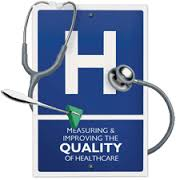 H
MEASURING &
IMPROVING THE
QUALITY
OF HEALTHCARE